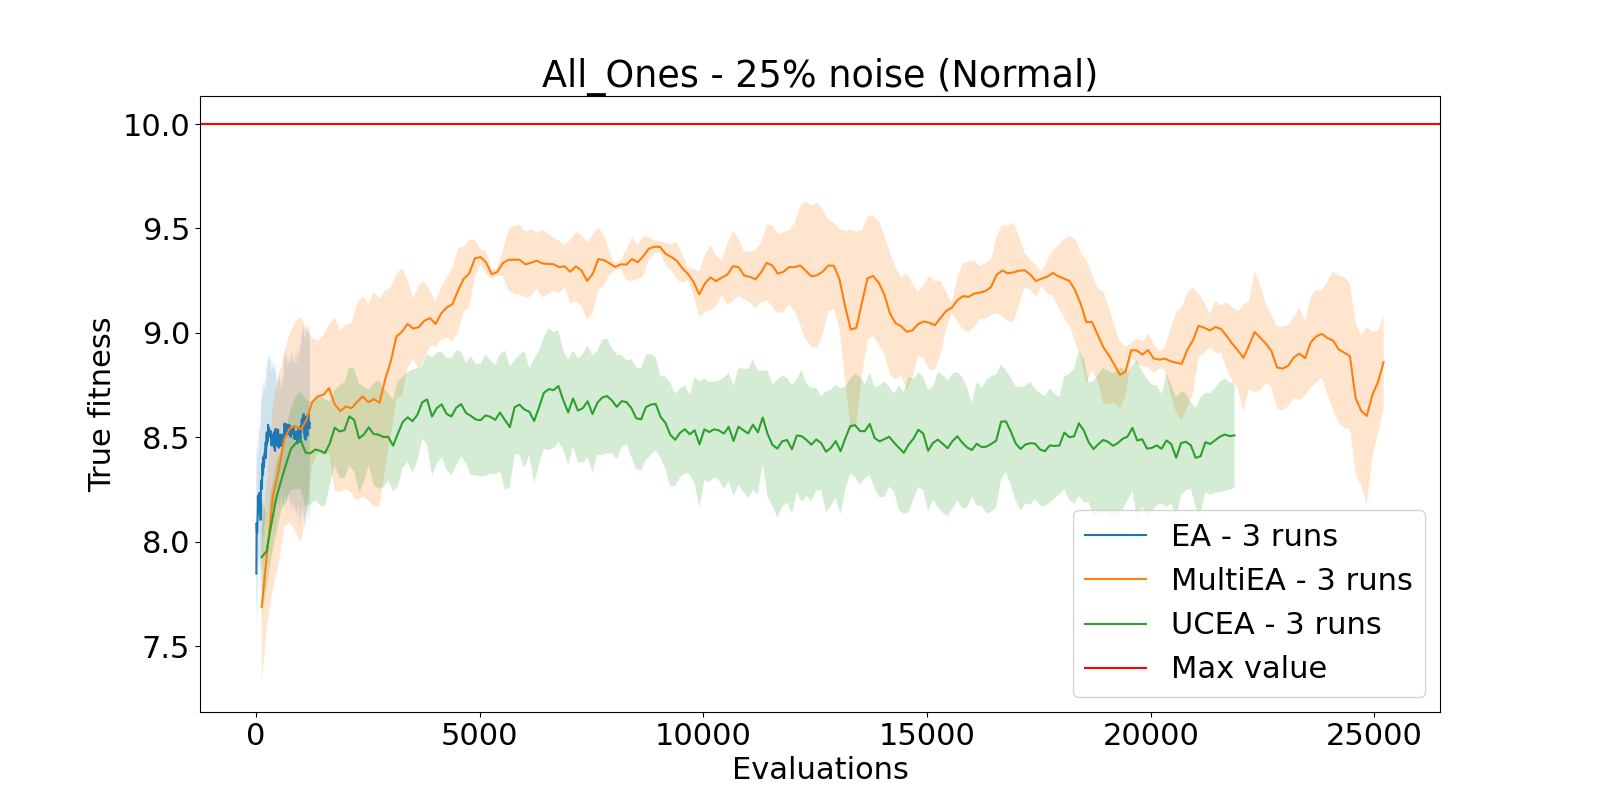 All_Ones - 25% noise (Normal)
True fitness
10.0
9.5
9.0
8.5
8.0
7.5
0 5000 10000 15000 20000 25000
Evaluations
EA - 3 runs
MultiEA - 3 runs
UCEA - 3 runs
Max value